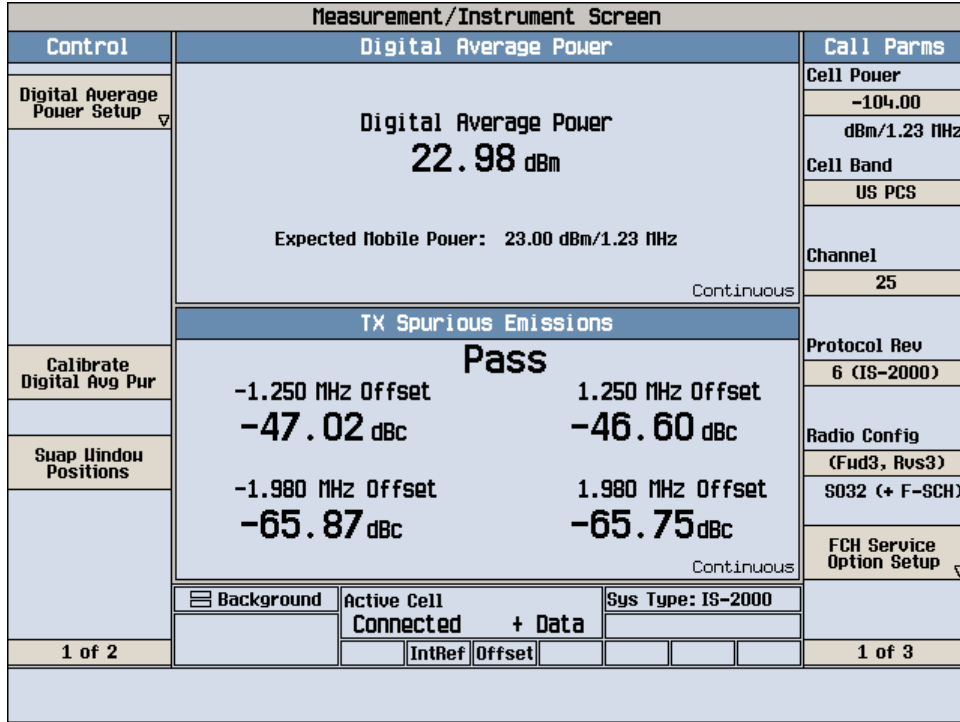 Measurement/Instrument Screen
Control
Digital Average
Power Setup
Calibrate
Digital Avg Pwr
Swap Window
Positions
1 of 2
Digital Average Power
Digital Average Power
22.98 dBm
Expected Mobile Power: 23.00 dBm/1.23 MHz
Continuous
TX Spurious Emissions
Pass
-1.250 MHz Offset 1.250 MHz Offset
-47.02 dBc -46.60 dBc
-1.980 MHz Offset 1.980 MHz Offset
-65.87 dBc -65.75 dBc
Continuous
Background
Active Cell
Connected + Data
Sys Type: IS-2000
IntRef Offset
Call Parms
Cell Power
-104.00
dBm/1.23 MHz
Cell Band
US PCS
Channel
25
Protocol Rev
6 (IS-2000)
Radio Config
(Fwd3, Rvs3)
SO32 (+ F-SCH)
FCH Service
Option Setup
1 of 3